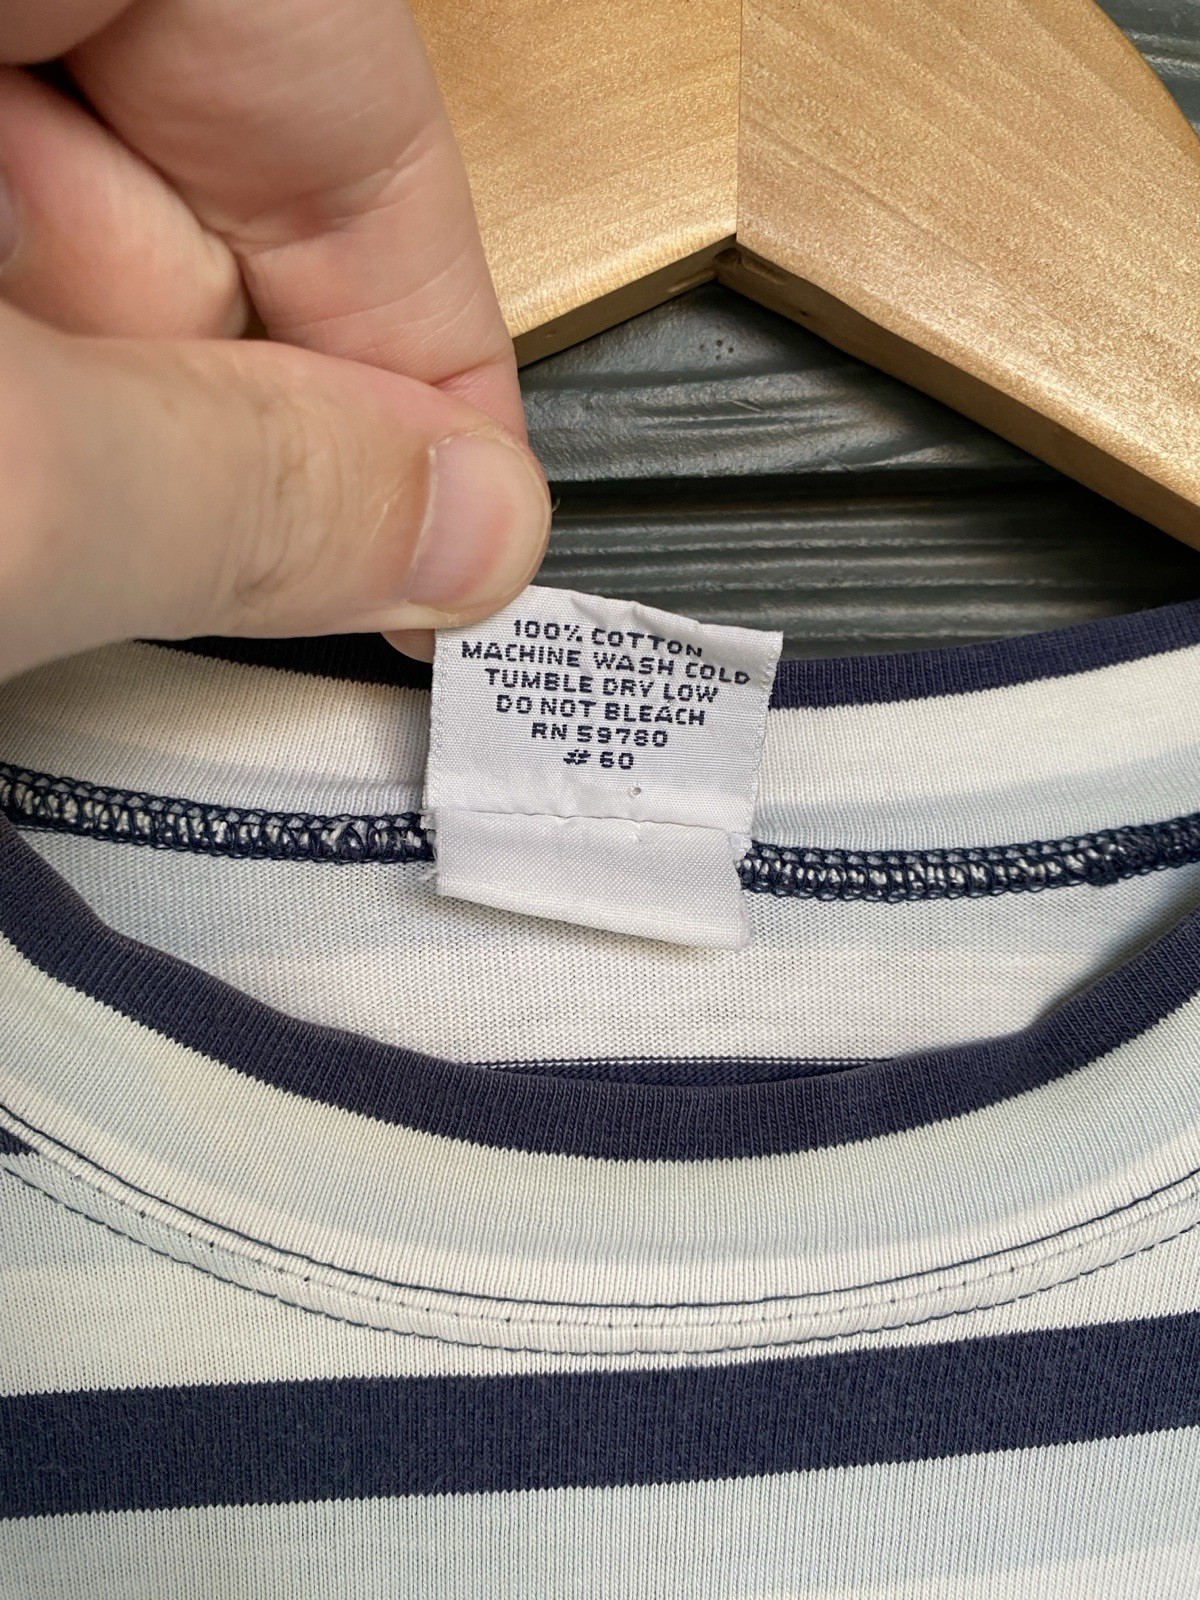 100% COTTON
MACHINE WASH COLD
TUMBLE DRY LOW
DO NOT BLEACH
RN 59780
# 60